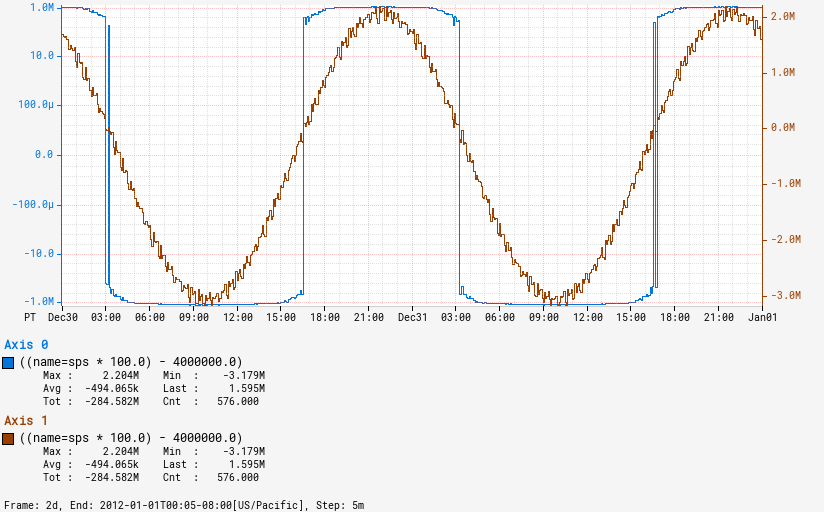 1.0M
10.0
100.0µ
0.0
-100.0µ
-10.0
-1.0M
2.0M
1.0M
0.0M
-1.0M
-2.0M
-3.0M
PT Dec30 03:00 06:00 09:00 12:00 15:00 18:00 21:00 Dec31 03:00 06:00 09:00 12:00 15:00 18:00 21:00 Jan01
Axis 0
((name=sps * 100.0) - 4000000.0)
Max : 2.204M Min : -3.179M
Avg : -494.065k Last : 1.595M
Tot : -284.582M Cnt : 576.000
Axis 1
((name=sps * 100.0) - 4000000.0)
Max : 2.204M Min : -3.179M
Avg : -494.065k Last : 1.595M
Tot : -284.582M Cnt : 576.000
Frame: 2d, End: 2012-01-01T00:05-08:00[US/Pacific], Step: 5m